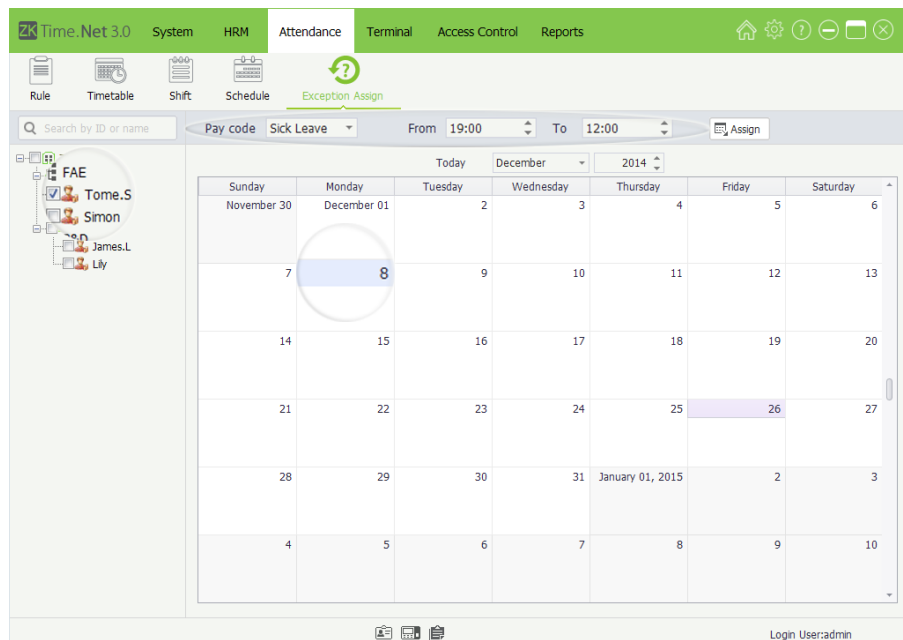 ZK Time.Net 3.0 System HRM Attendance Terminal Access Control Reports
Rule Timetable Shift Schedule Exception Assign
Search by ID or name Pay code Sick Leave From 19:00 To 12:00 Assign
Today December 2014
FAE
Tome.S
Simon
James.L
Lily
Sunday Monday Tuesday Wednesday Thursday Friday Saturday
November 30 December 01 2 3 4 5 6
7 8 9 10 11 12 13
14 15 16 17 18 19 20
21 22 23 24 25 26 27
28 29 30 31 January 01, 2015 2 3
4 5 6 7 8 9 10
Login User:admin